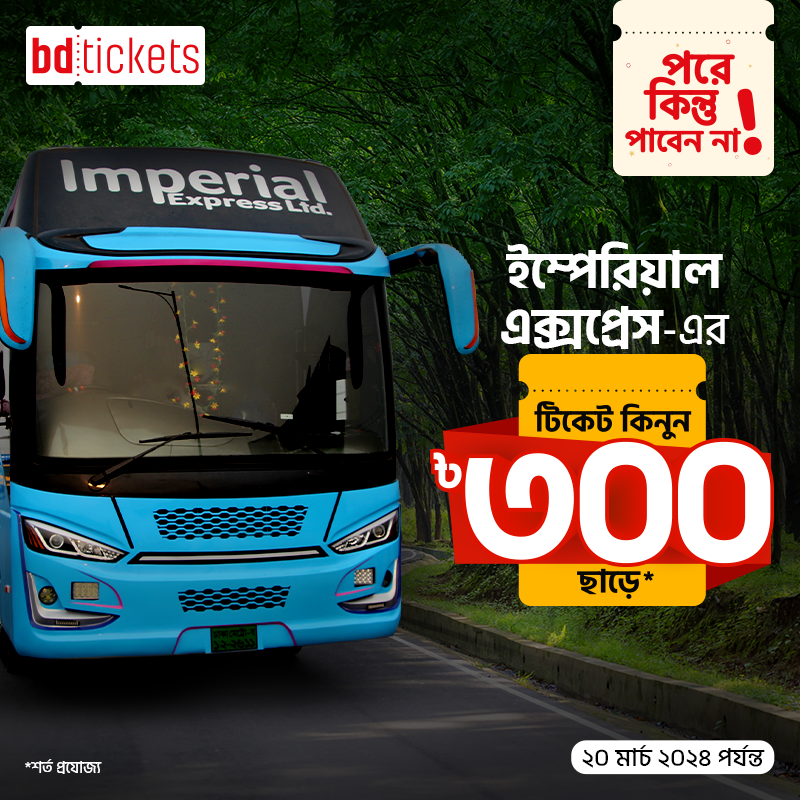 bdtickets
পরে
কিন্তু
পাবেন না!
Imperial
Express Ltd.
ইম্পেরিয়াল
এক্সপ্রেস-এর
টিকেট কিনুন
৳৩০০
ছাড়ে*
*শর্ত প্রযোজ্য
২০ মার্চ ২০২৪ পর্যন্ত